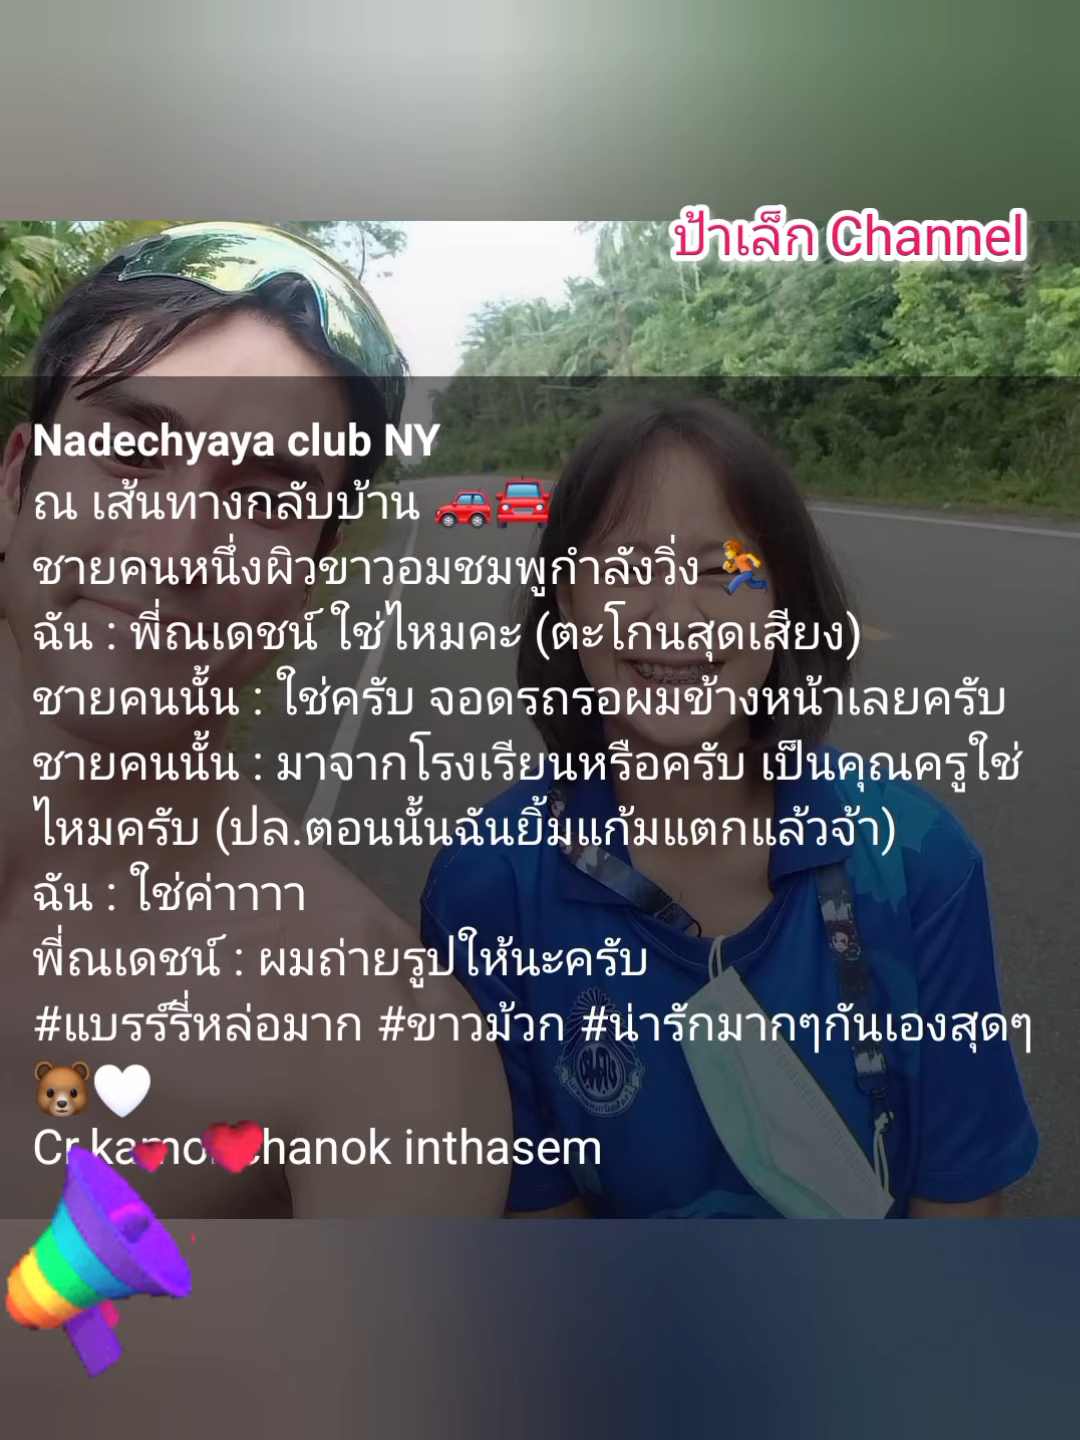 ป้าเล็ก Channel
Nadechyaya club NY
ณ เส้นทางกลับบ้าน 🚗🚘
ชายคนหนึ่งผิวขาวอมชมพูกำลังวิ่ง 🏃
ฉัน : พี่ณเดชน์ ใช่ไหมคะ (ตะโกนสุดเสียง)
ชายคนนั้น : ใช่ครับ จอดรถรอผมข้างหน้าเลยครับ
ชายคนนั้น : มาจากโรงเรียนหรือครับ เป็นคุณครูใช่
ไหมครับ (ปล.ตอนนั้นฉันยิ้มแก้มแตกแล้วจ้า)
ฉัน : ใช่ค่าาาา
พี่ณเดชน์ : ผมถ่ายรูปให้นะครับ
#แบรร์รี่หล่อมาก #ขาวม้วก #น่ารักมากๆกันเองสุดๆ
🐻🤍
Cr.kamolchanok inthasem